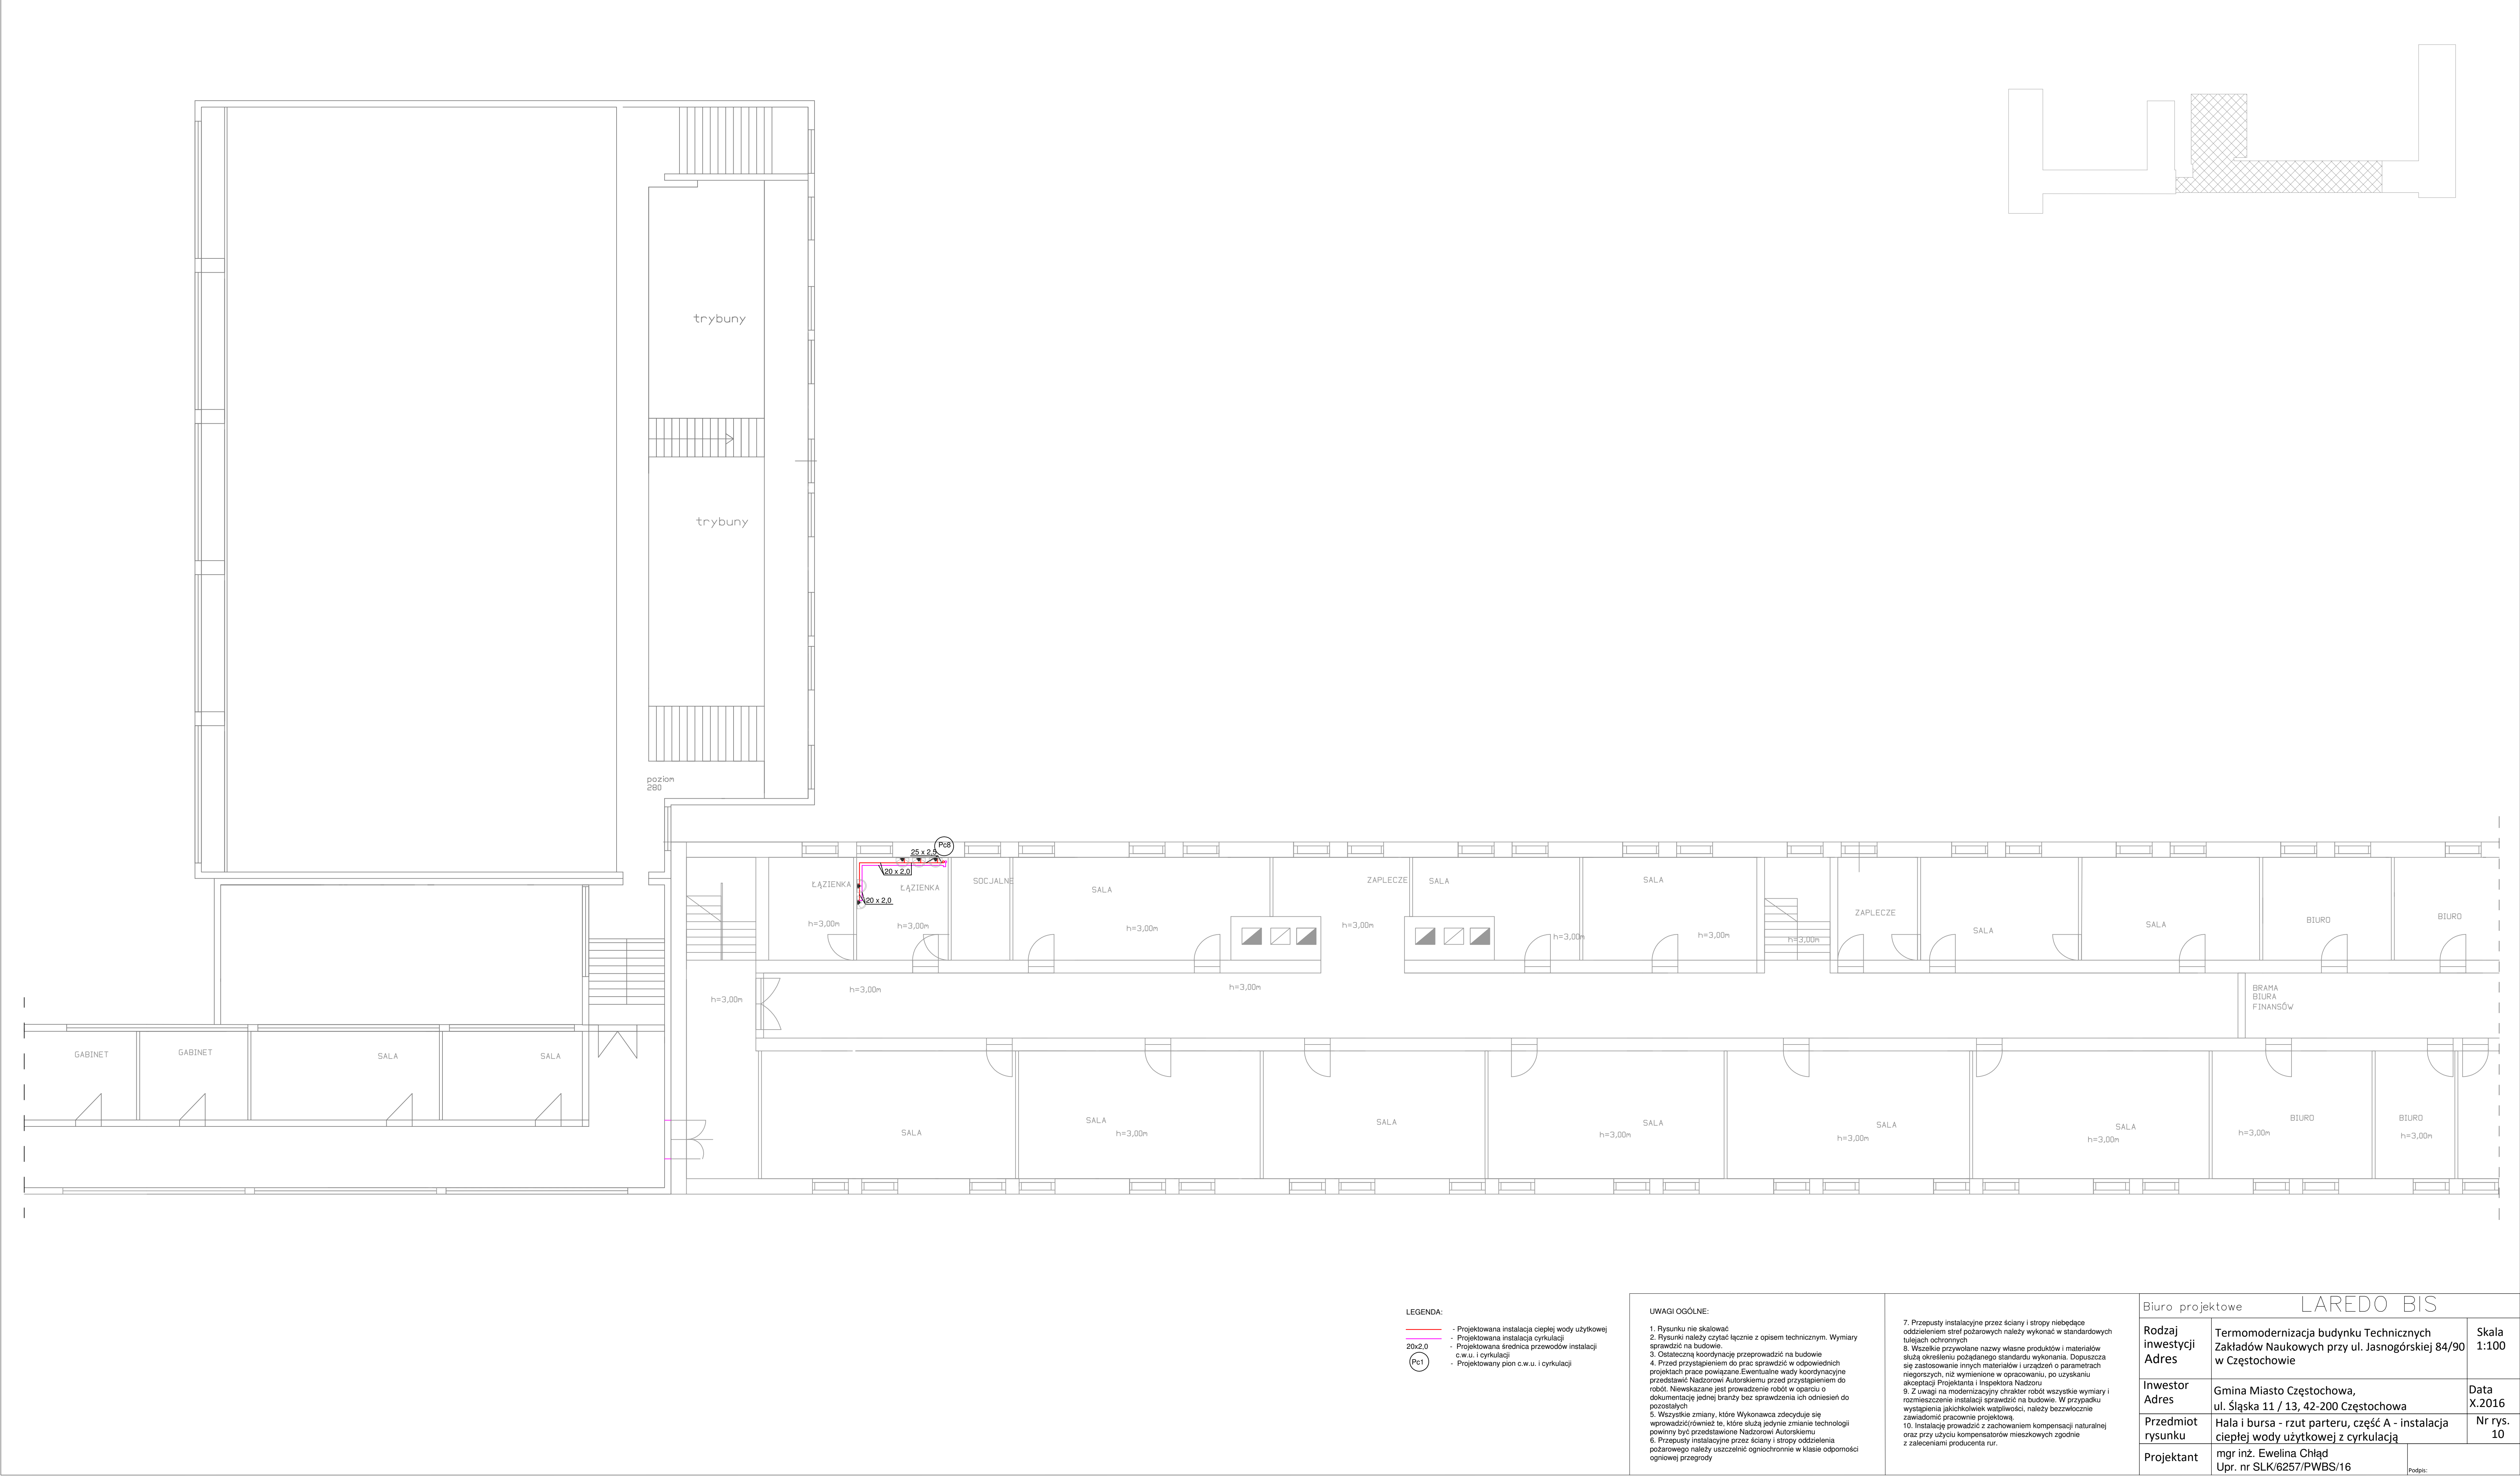 trybuny
trybuny
poziom
280
Pc8
25 x 2,5
20 x 2,0
20 x 2,0
ŁĄZIENKA
ŁĄZIENKA
SOCJALNE
SALA
ZAPLECZE
SALA
SALA
ZAPLECZE
SALA
SALA
BIURO
BIURO
h=3,00m
h=3,00m
h=3,00m
h=3,00m
h=3,00m
h=3,00m
h=3,00m
h=3,00m
h=3,00m
h=3,00m
BRAMA
BIURA
FINANSÓW
GABINET
GABINET
SALA
SALA
SALA
SALA
h=3,00m
SALA
SALA
h=3,00m
SALA
h=3,00m
SALA
h=3,00m
BIURO
h=3,00m
BIURO
h=3,00m
LEGENDA:
- Projektowana instalacja ciepłej wody użytkowej
- Projektowana instalacja cyrkulacji
20x2,0 - Projektowana średnica przewodów instalacji
c.w.u. i cyrkulacji
Pc1 - Projektowany pion c.w.u. i cyrkulacji
UWAGI OGÓLNE:
1. Rysunku nie skalować
2. Rysunki należy czytać łącznie z opisem technicznym. Wymiary
sprawdzić na budowie.
3. Ostateczną koordynację przeprowadzić na budowie
4. Przed przystąpieniem do prac sprawdzić w odpowiednich
projektach prace powiązane.Ewentualne wady koordynacyjne
przedstawić Nadzorowi Autorskiemu przed przystąpieniem do
robót. Niewskazane jest prowadzenie robót w oparciu o
dokumentację jednej branży bez sprawdzenia ich odniesień do
pozostałych
5. Wszystkie zmiany, które Wykonawca zdecyduje się
wprowadzić(również te, które służą jedynie zmianie technologii
powinny być przedstawione Nadzorowi Autorskiemu
6. Przepusty instalacyjne przez ściany i stropy oddzielenia
pożarowego należy uszczelnić ogniochronnie w klasie odporności
ogniowej przegrody
7. Przepusty instalacyjne przez ściany i stropy niebędące
oddzieleniem stref pożarowych należy wykonać w standardowych
tulejach ochronnych
8. Wszelkie przywołane nazwy własne produktów i materiałów
służą określeniu pożądanego standardu wykonania. Dopuszcza
się zastosowanie innych materiałów i urządzeń o parametrach
niegorszych, niż wymienione w opracowaniu, po uzyskaniu
akceptacji Projektanta i Inspektora Nadzoru
9. Z uwagi na modernizacyjny chrakter robót wszystkie wymiary i
rozmieszczenie instalacji sprawdzić na budowie. W przypadku
wystąpienia jakichkolwiek watpliwości, należy bezzwłocznie
zawiadomić pracownie projektową.
10. Instalację prowadzić z zachowaniem kompensacji naturalnej
oraz przy użyciu kompensatorów mieszkowych zgodnie
z zaleceniami producenta rur.
Biuro projektowe LAREDO BIS
Rodzaj
inwestycji
Adres
Termomodernizacja budynku Technicznych
Zakładów Naukowych przy ul. Jasnogórskiej 84/90
w Częstochowie
Skala
1:100
Inwestor
Adres
Gmina Miasto Częstochowa,
ul. Śląska 11 / 13, 42-200 Częstochowa
Data
X.2016
Przedmiot
rysunku
Hala i bursa - rzut parteru, część A - instalacja
ciepłej wody użytkowej z cyrkulacją
Nr rys.
10
Projektant
mgr inż. Ewelina Chłąd
Upr. nr SLK/6257/PWBS/16
Podpis: